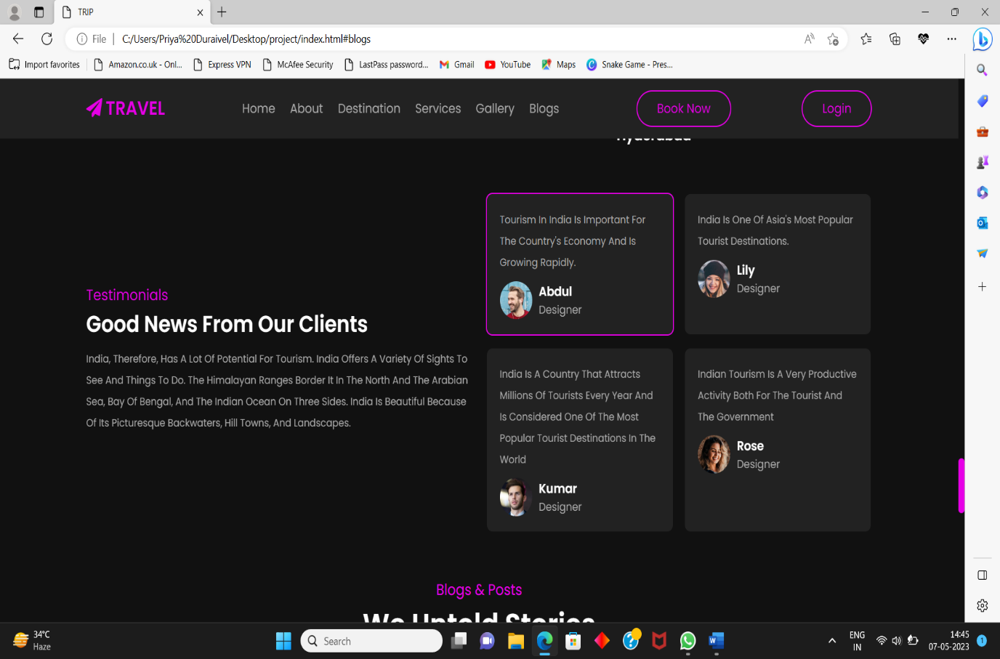 TRIP
File
C:/Users/Priya%20Duraivel/Desktop/project/index.html#blogs
Import favorites
Amazon.co.uk - Onl...
Express VPN
McAfee Security
LastPass password...
Gmail
YouTube
Maps
Snake Game - Pres...
TRAVEL
Home
About
Destination
Services
Gallery
Blogs
Book Now
Login
Hyderabad
Testimonials
Good News From Our Clients
India, Therefore, Has A Lot Of Potential For Tourism. India Offers A Variety Of Sights To
See And Things To Do. The Himalayan Ranges Border It In The North And The Arabian
Sea, Bay Of Bengal, And The Indian Ocean On Three Sides. India Is Beautiful Because
Of Its Picturesque Backwaters, Hill Towns, And Landscapes.
Tourism In India Is Important For
The Country's Economy And Is
Growing Rapidly.
Abdul
Designer
India Is One Of Asia's Most Popular
Tourist Destinations.
Lily
Designer
India Is A Country That Attracts
Millions Of Tourists Every Year And
Is Considered One Of The Most
Popular Tourist Destinations In The
World
Kumar
Designer
Indian Tourism Is A Very Productive
Activity Both For The Tourist And
The Government
Rose
Designer
Blogs & Posts
We Untold Stories
34°C
Haze
Search
ENG
IN
14:45
07-05-2023
1